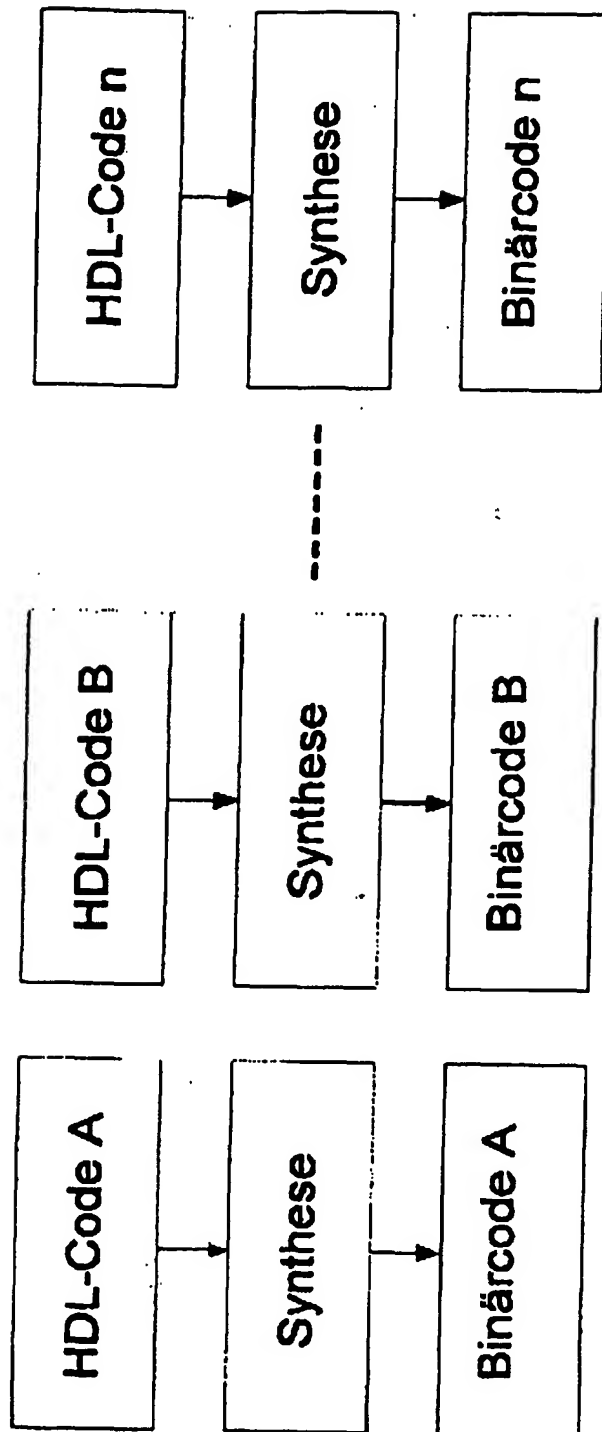 HDL-Code A
HDL-Code B
HDL-Code n
Synthese
Synthese
Synthese
Binärcode A
Binärcode B
Binärcode n